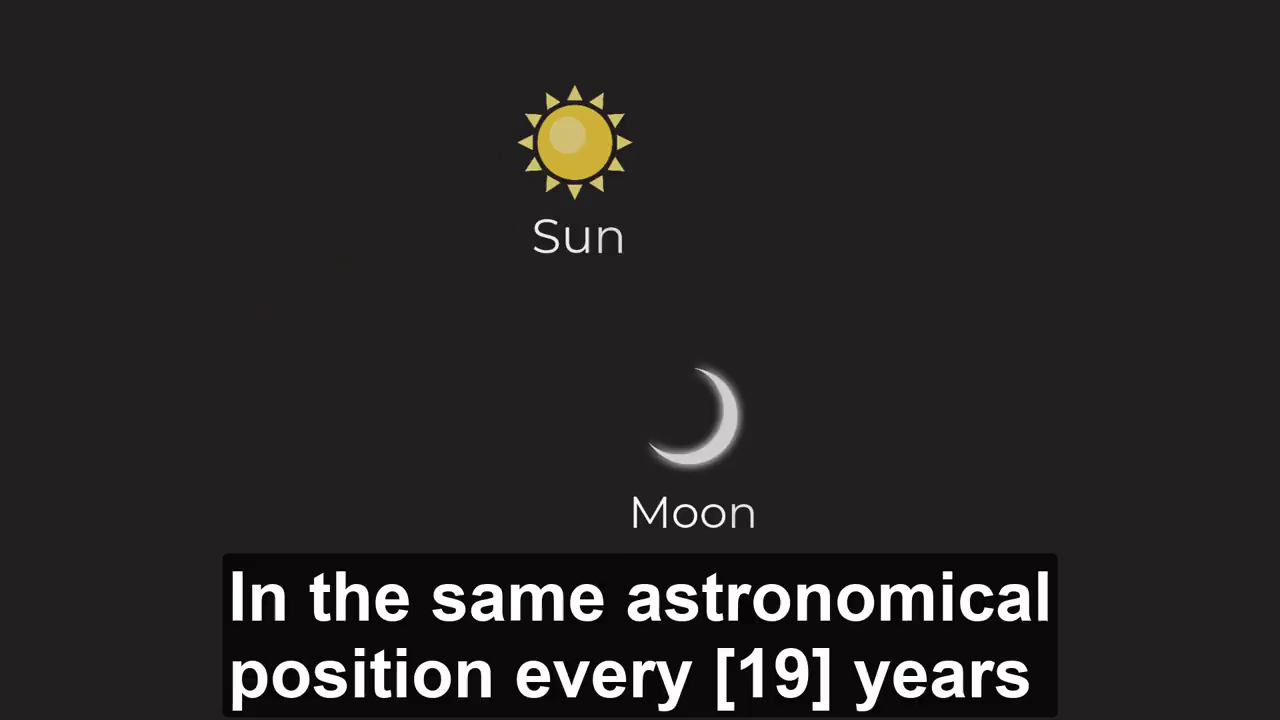 Sun
Moon
In the same astronomical
position every [19] years